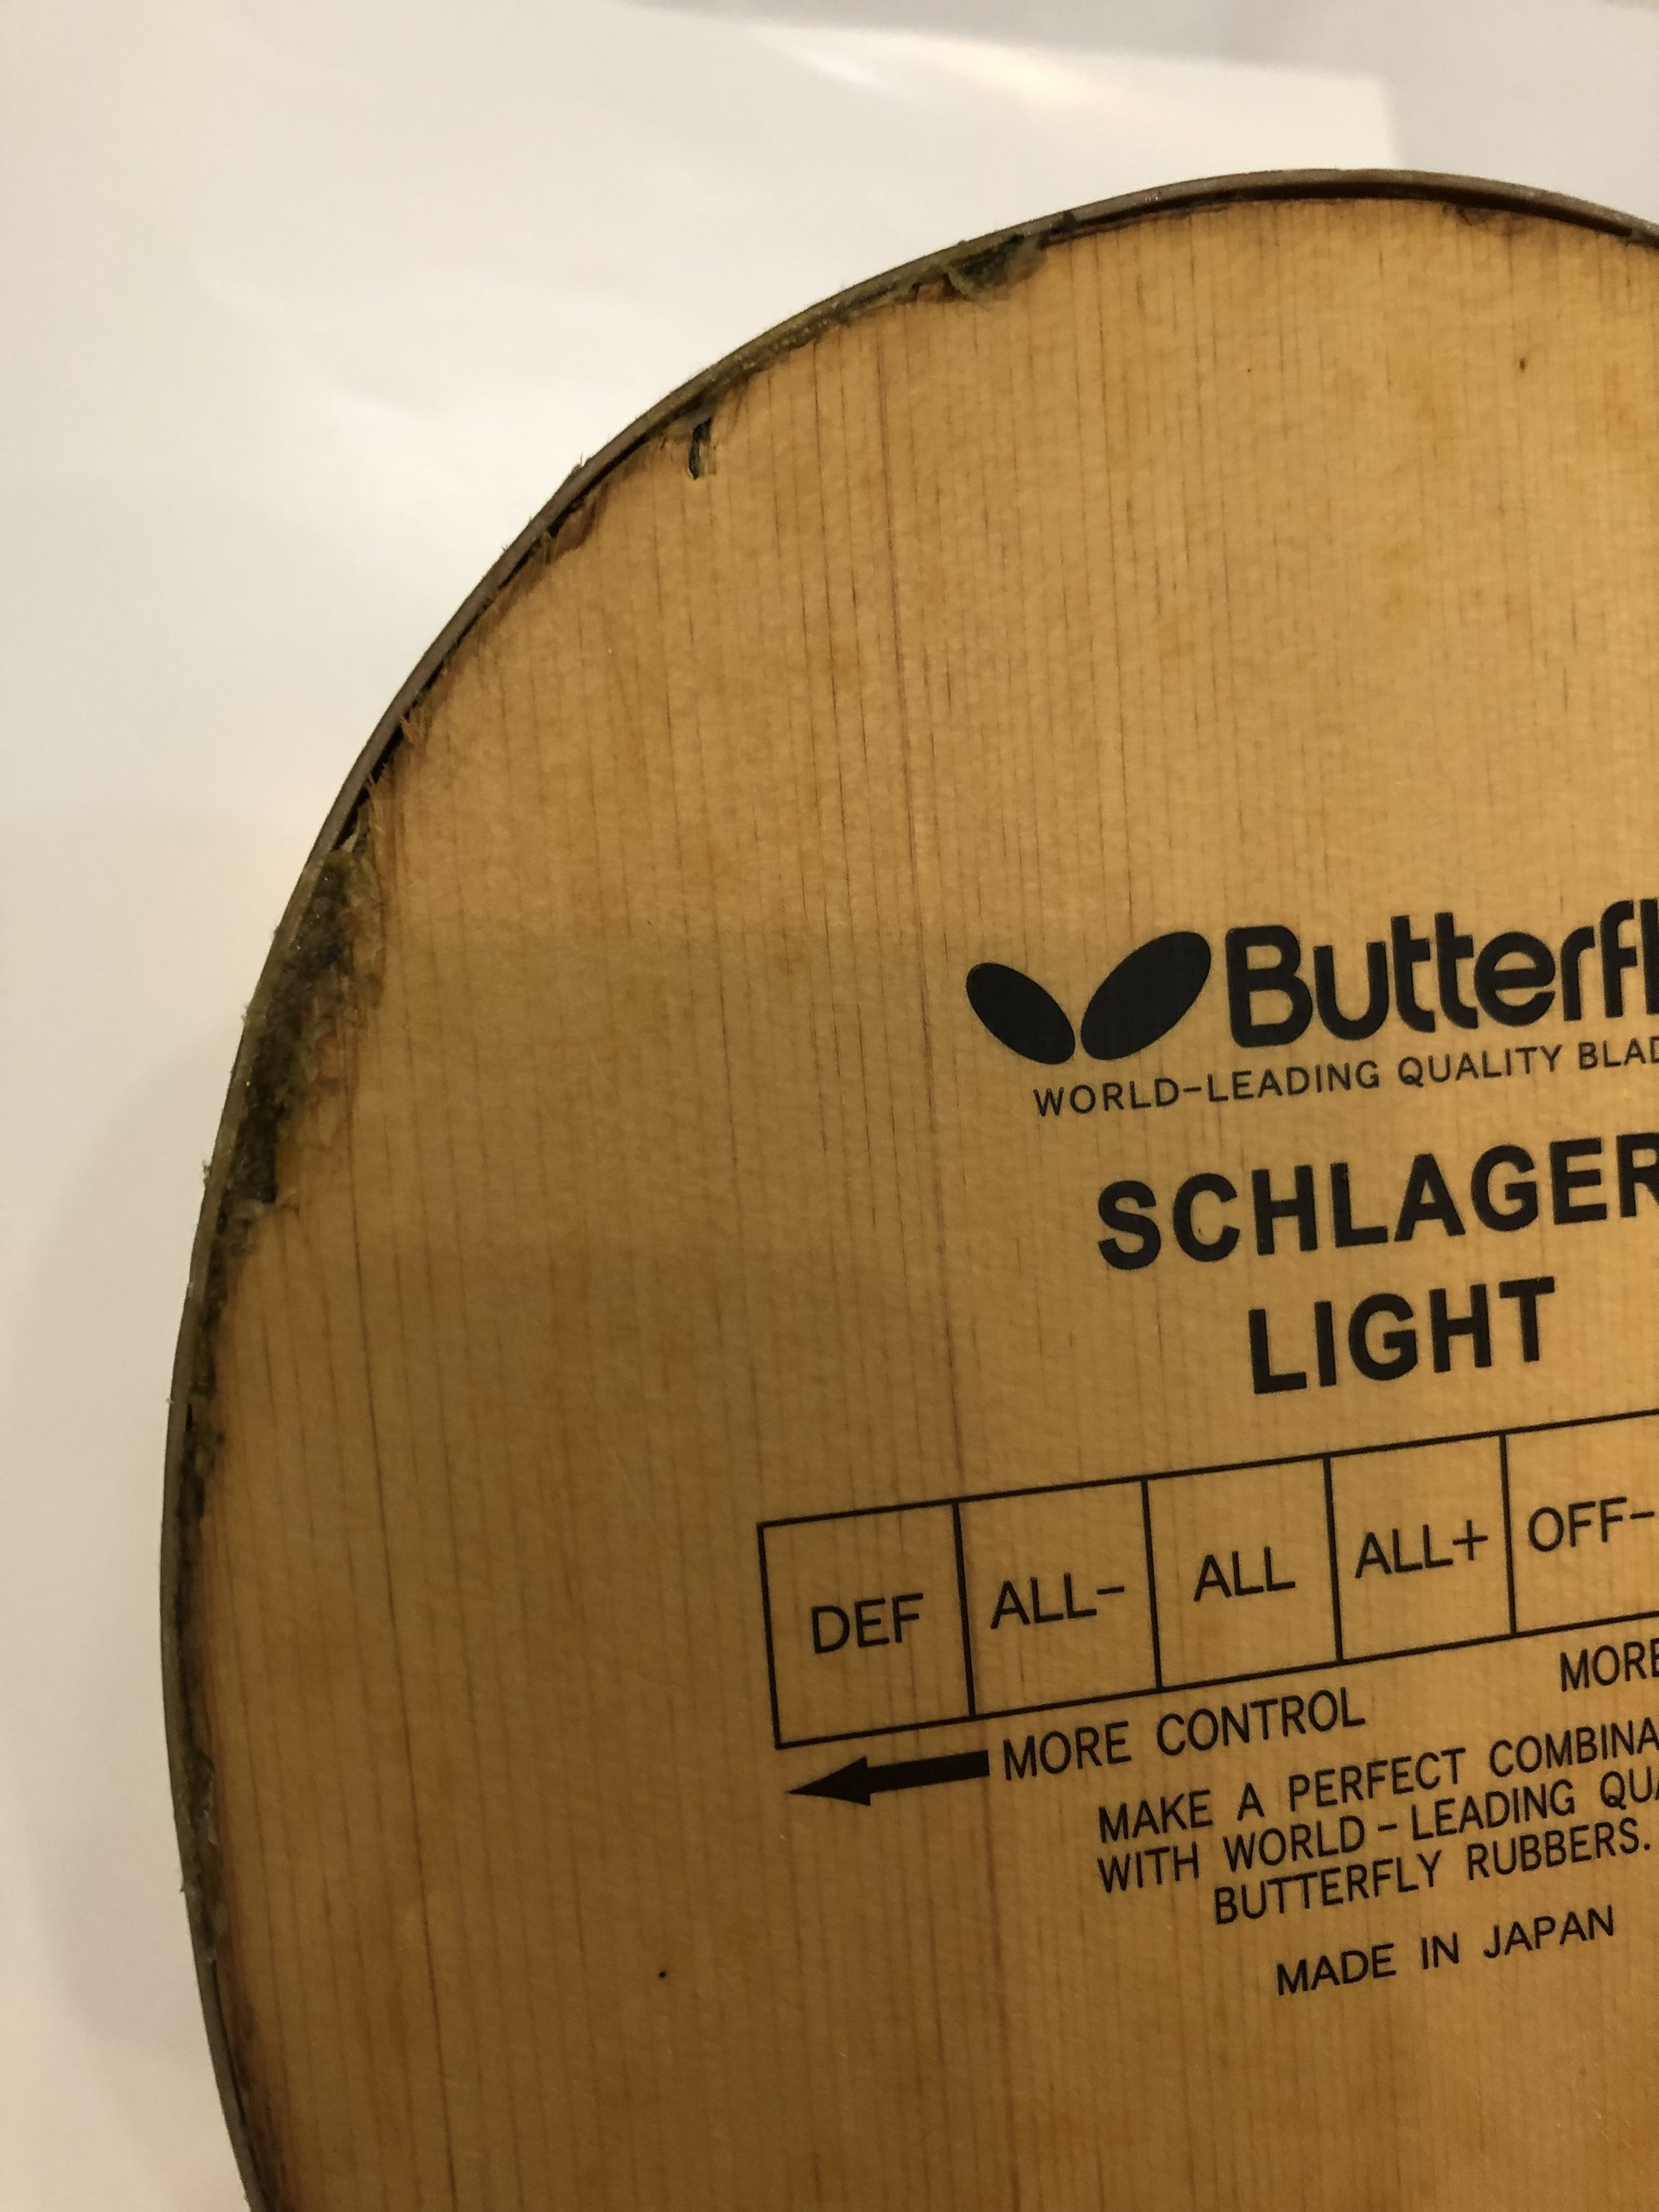 Butterfl
WORLD-LEADING QUALITY BLAD
SCHLAGER
LIGHT
DEF ALL- ALL ALL+ OFF-
MORE
MORE CONTROL
MAKE A PERFECT COMBINA
WITH WORLD-LEADING QUA
BUTTERFLY RUBBERS.
MADE IN JAPAN